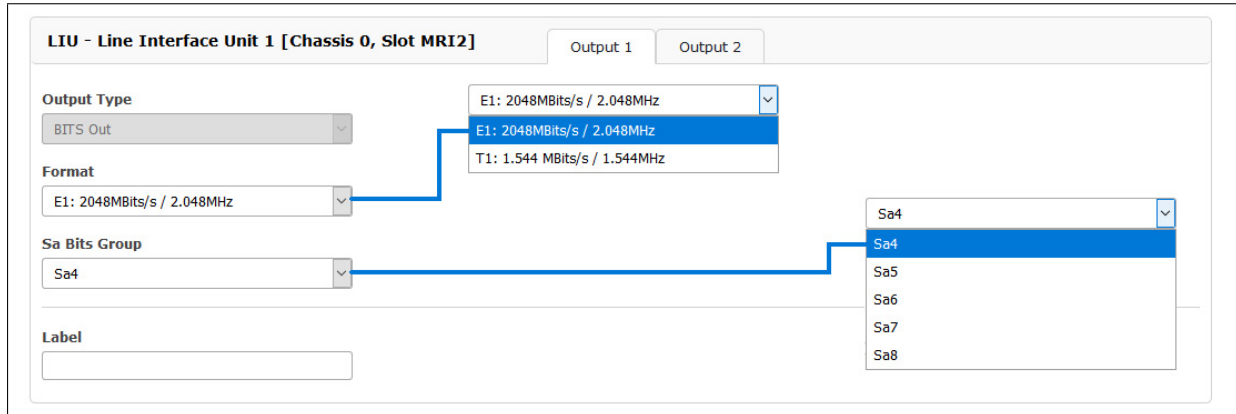 LIU - Line Interface Unit 1 [Chassis 0, Slot MRI2]
Output 1
Output 2
Output Type
BITS Out
Format
E1: 2048MBits/s / 2.048MHz
Sa Bits Group
Sa4
Label
E1: 2048MBits/s / 2.048MHz
E1: 2048MBits/s / 2.048MHz
T1: 1.544 MBits/s / 1.544MHz
Sa4
Sa4
Sa5
Sa6
Sa7
Sa8